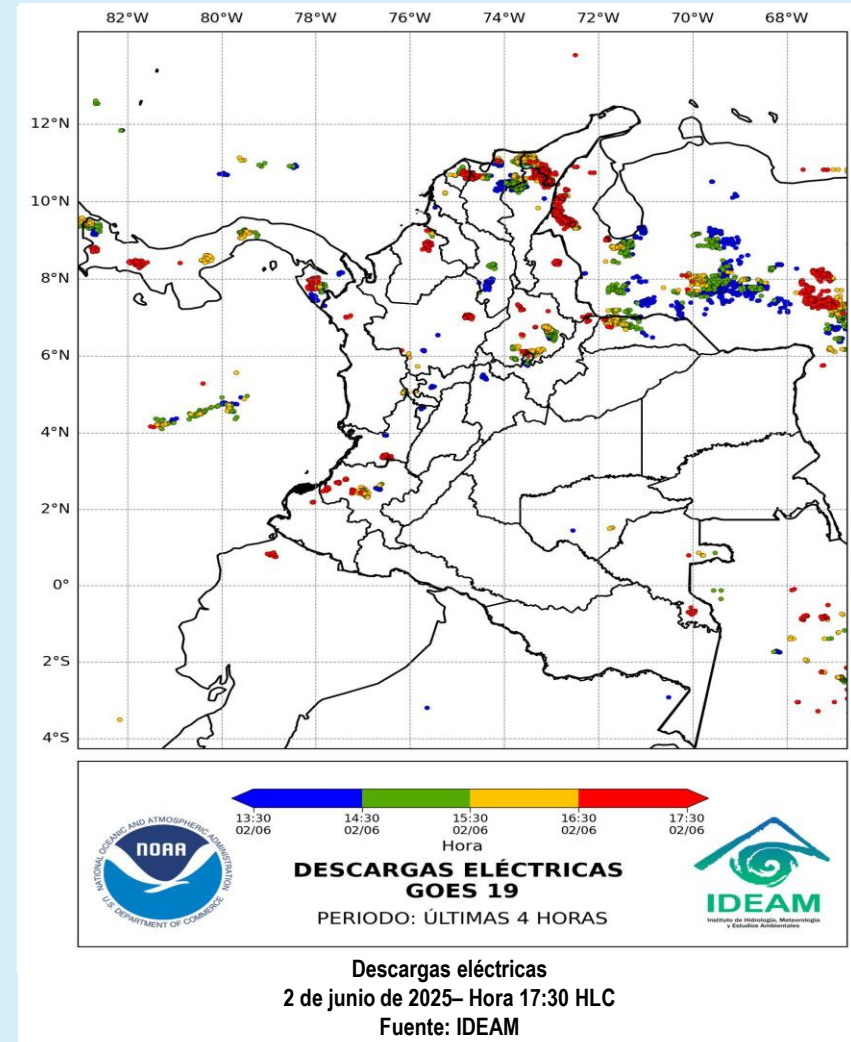 82°W 80°W 78°W 76°W 74°W 72°W 70°W 68°W
12°N
10°N
8°N
6°N
4°N
2°N
0°
2°S
4°S
13:30 14:30 15:30 16:30 17:30
02/06 02/06 02/06 02/06 02/06
Hora
DESCARGAS ELÉCTRICAS
GOES 19
PERIODO: ÚLTIMAS 4 HORAS
NATIONAL OCEANIC AND ATMOSPHERIC ADMINISTRATION
NOAA
U.S. DEPARTMENT OF COMMERCE
IDEAM
Instituto de Hidrología, Meteorología
y Estudios Ambientales
Descargas eléctricas
2 de junio de 2025– Hora 17:30 HLC
Fuente: IDEAM